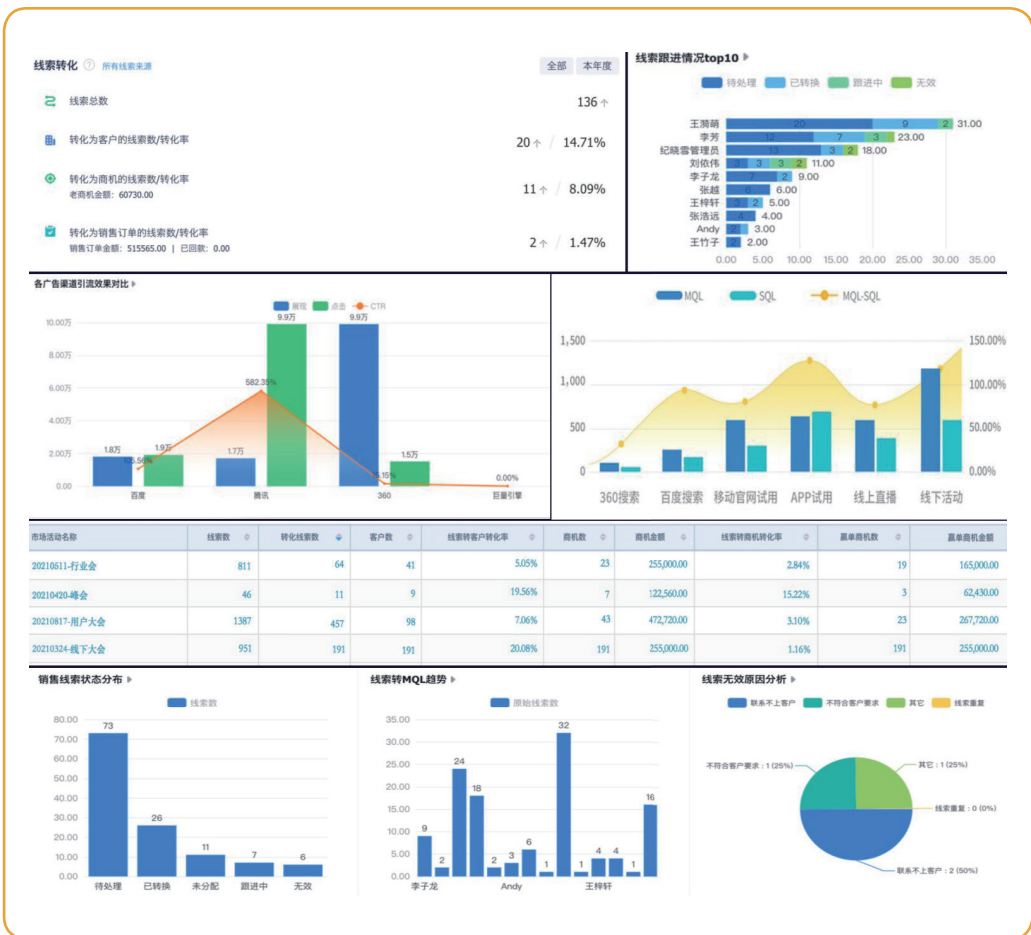 线索转化 ? 所有线索来源 全部 本年度
线索总数 136 个
转化为客户的线索数/转化率 20 个 / 14.71%
转化为商机的线索数/转化率 11 个 / 8.09%
老商机金额：60730.00
转化为销售订单的线索数/转化率 2 个 / 1.47%
销售订单金额：515565.00 | 已回款：0.00
线索跟进情况top10
待处理 已转换 跟进中 无效
王漪萌 20 9 2 31.00
李芳 12 7 3 23.00
纪晓雪管理员 13 3 2 18.00
刘依伟 3 3 3 2 11.00
李子龙 7 2 9.00
张越 6 6.00
王梓轩 3 2 5.00
张浩远 4 4.00
Andy 2 3.00
王竹子 2 2.00
0.00 5.00 10.00 15.00 20.00 25.00 30.00 35.00
各广告渠道引流效果对比
展现 点击 CTR
10.00万
8.00万
6.00万
4.00万
2.00万
0.00
1.8万 1.9万
1.7万 9.9万
582.35%
9.9万 1.5万
0.00%
百度 腾讯 360 巨量引擎
MQL SQL MQL-SQL
1,500
1,000
500
0
150.00%
100.00%
50.00%
0.00%
360搜索 百度搜索 移动官网试用 APP试用 线上直播 线下活动
市场活动名称 线索数 转化线索数 客户数 线索转客户转化率 商机数 商机金额 线索转商机转化率 赢单商机数 赢单商机金额
20210511-行业会 811 64 41 5.05% 23 255,000.00 2.84% 19 165,000.00
20210420-峰会 46 11 9 19.56% 7 122,560.00 15.22% 3 62,430.00
20210817-用户大会 1387 457 98 7.06% 43 472,720.00 3.10% 23 267,720.00
20210324-线下大会 951 191 191 20.08% 191 255,000.00 1.16% 191 255,000.00
销售线索状态分布
线索数
80.00
70.00
60.00
50.00
40.00
30.00
20.00
10.00
0.00
73 26 11 7 6
待处理 已转换 未分配 跟进中 无效
线索转MQL趋势
原始线索数
35.00
30.00
25.00
20.00
15.00
10.00
5.00
0.00
9 2 24 18 2 3 6 1 32 1 4 4 1 16
李子龙 Andy 王梓轩
线索无效原因分析
联系不上客户 不符合客户要求 其它 线索重复
不符合客户要求：1 (25%)
其它：1 (25%)
线索重复：0 (0%)
联系不上客户：2 (50%)